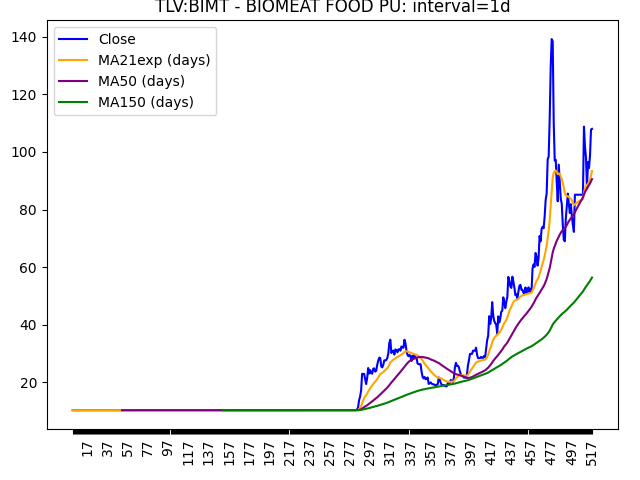 TLV:BIMT - BIOMEAT FOOD PU: interval=1d
Close
MA21exp (days)
MA50 (days)
MA150 (days)
140
120
100
80
60
40
20
17 37 57 77 97 117 137 157 177 197 217 237 257 277 297 317 337 357 377 397 417 437 457 477 497 517